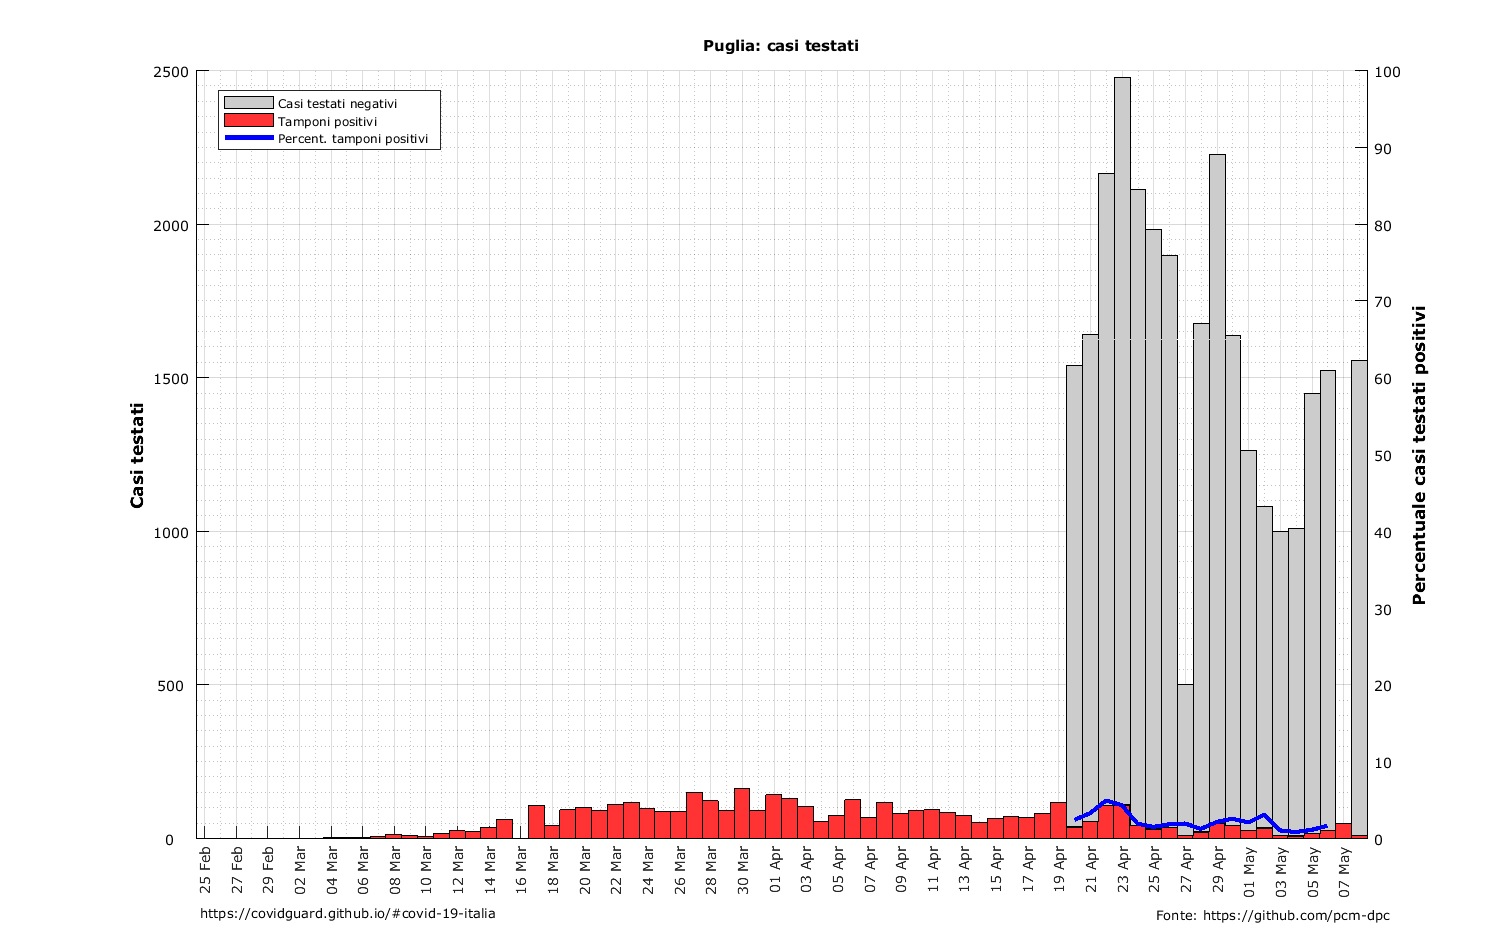 Puglia: casi testati
2500
2000
1500
1000
500
0
Casi testati
Casi testati negativi
Tamponi positivi
Percent. tamponi positivi
100
90
80
70
60
50
40
30
20
10
0
Percentuale casi testati positivi
25 Feb
27 Feb
29 Feb
02 Mar
04 Mar
06 Mar
08 Mar
10 Mar
12 Mar
14 Mar
16 Mar
18 Mar
20 Mar
22 Mar
24 Mar
26 Mar
28 Mar
30 Mar
01 Apr
03 Apr
05 Apr
07 Apr
09 Apr
11 Apr
13 Apr
15 Apr
17 Apr
19 Apr
21 Apr
23 Apr
25 Apr
27 Apr
29 Apr
01 May
03 May
05 May
07 May
https://covidguard.github.io/#covid-19-italia
Fonte: https://github.com/pcm-dpc